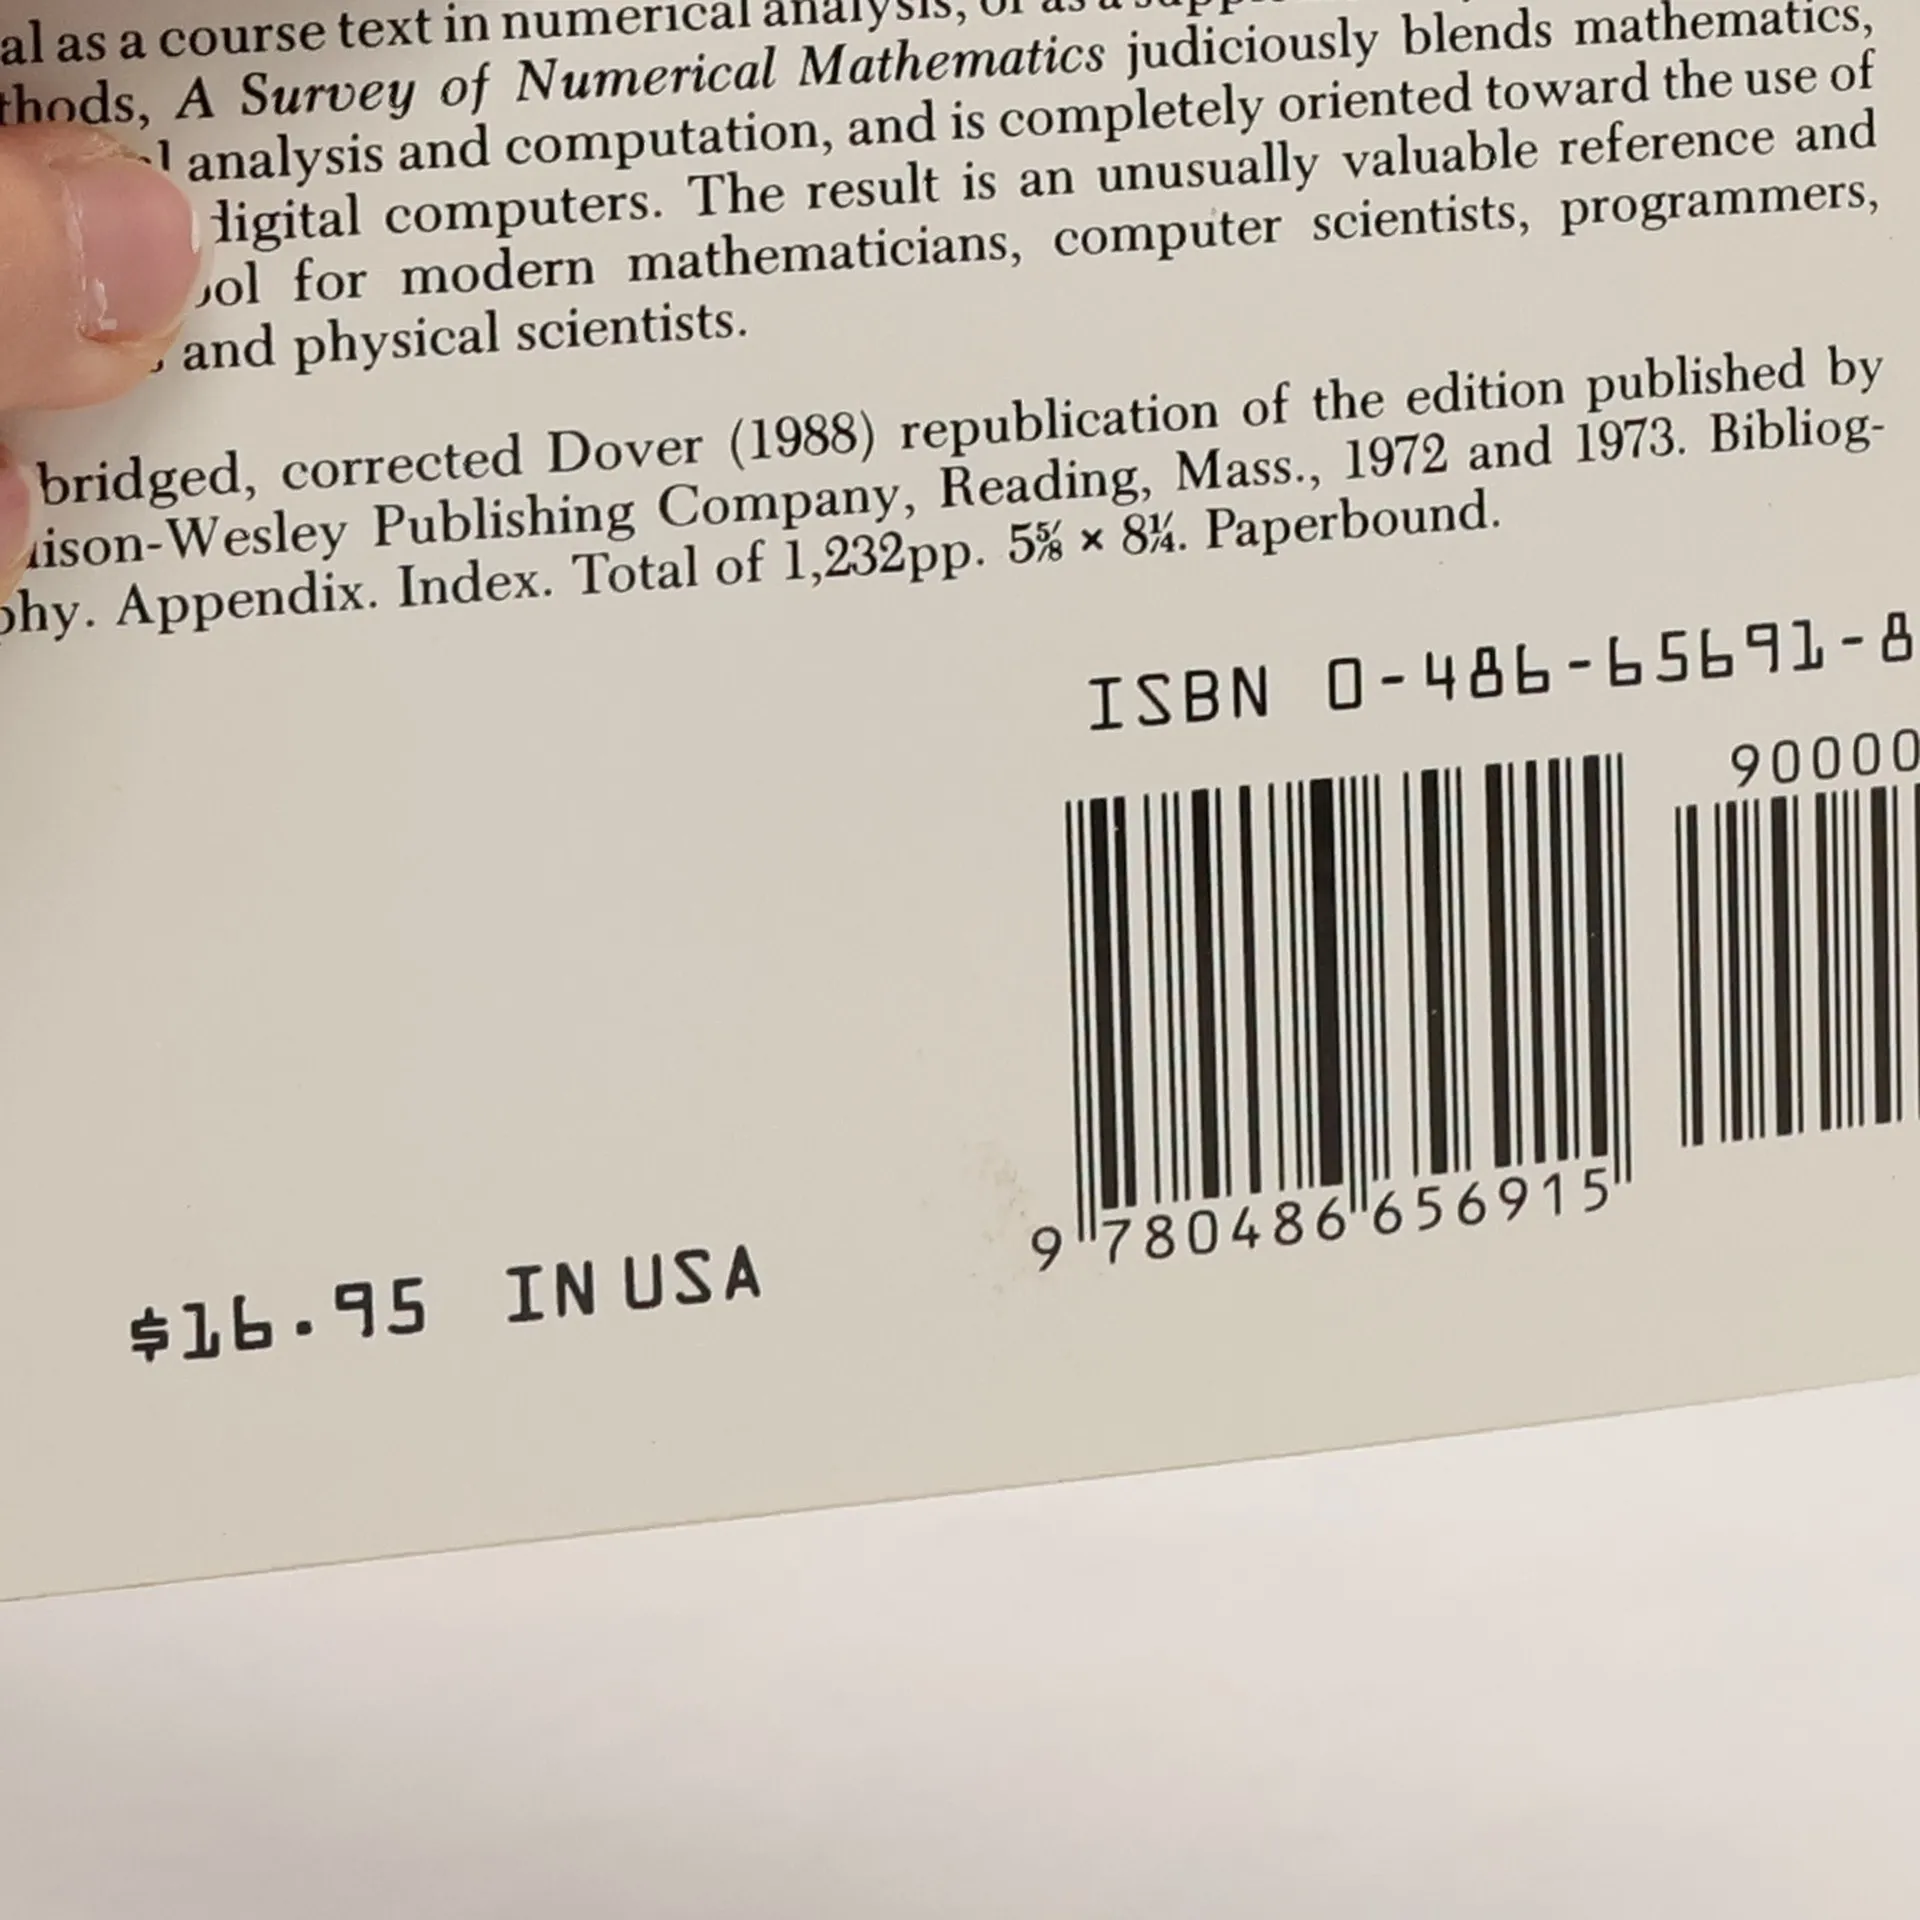 al as a course text in numerical analysis, or as a
thods, A Survey of Numerical Mathematics judiciously blends mathematics,
analysis and computation, and is completely oriented toward the use of
digital computers. The result is an unusually valuable reference and
ool for modern mathematicians, computer scientists, programmers,
, and physical scientists.
bridged, corrected Dover (1988) republication of the edition published by
ison-Wesley Publishing Company, Reading, Mass., 1972 and 1973. Bibliog-
phy. Appendix. Index. Total of 1,232pp. 5⅝ × 8¼. Paperbound.
ISBN 0-486-65691-8
90000
9 780486 656915
$16.95 IN USA